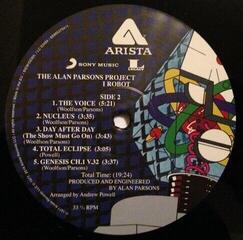 ARISTA
SONY MUSIC
THE ALAN PARSONS PROJECT
I ROBOT
SIDE 2
1. THE VOICE (5:21)
(Woolfson/Parsons)
2. NUCLEUS (3:35)
(Woolfson/Parsons)
3. DAY AFTER DAY
(The Show Must Go On) (3:43)
(Woolfson/Parsons)
4. TOTAL ECLIPSE (3:05)
(Powell)
5. GENESIS CH.1 V.32 (3:37)
(Woolfson/Parsons)
Total Time: (19:24)
PRODUCED AND ENGINEERED
BY ALAN PARSONS
Arranged by Andrew Powell
33 ⅓ RPM